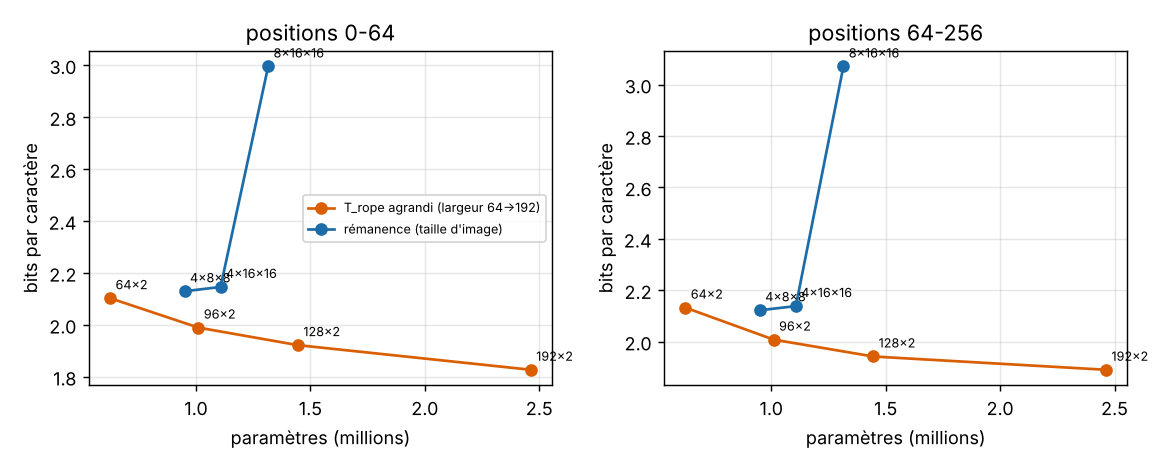 positions 0-64
bits par caractère
3.0
2.8
2.6
2.4
2.2
2.0
1.8
8×16×16
4×8×8
4×16×16
64×2
96×2
128×2
192×2
T_rope agrandi (largeur 64→192)
rémanence (taille d'image)
1.0 1.5 2.0 2.5
paramètres (millions)
positions 64-256
bits par caractère
3.0
2.8
2.6
2.4
2.2
2.0
8×16×16
4×8×8
4×16×16
64×2
96×2
128×2
192×2
1.0 1.5 2.0 2.5
paramètres (millions)